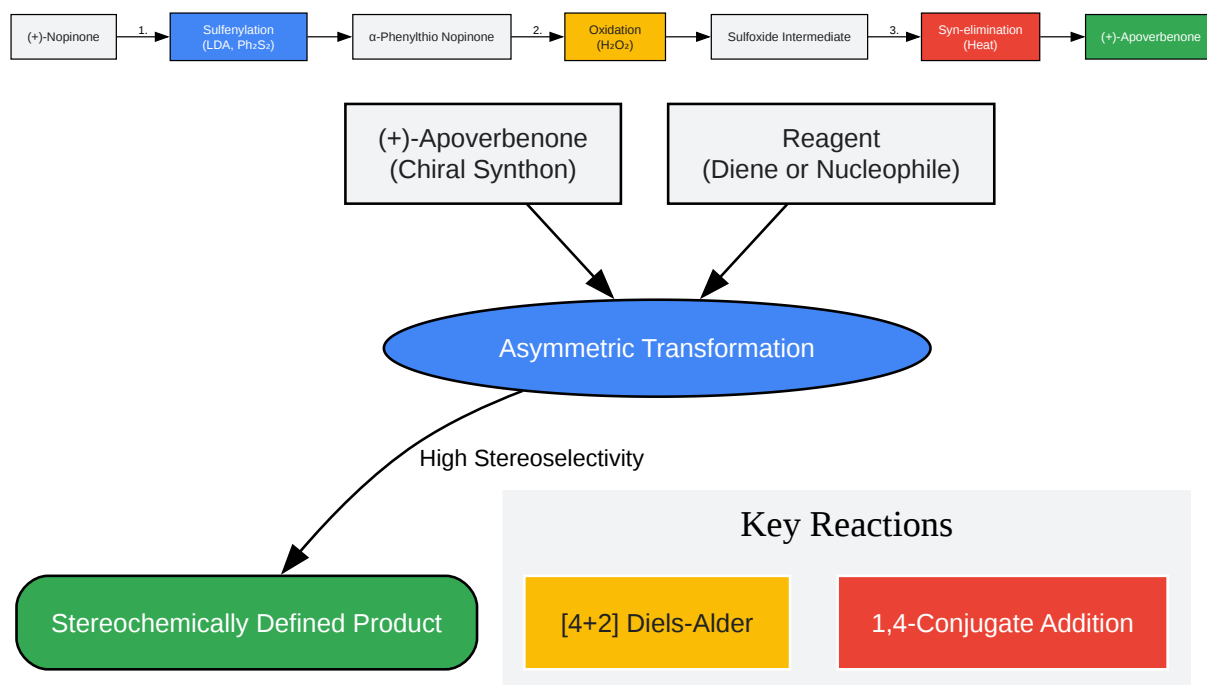 (+)-Nopinone
1.
Sulfenylation
(LDA, Ph₂S₂)
α-Phenylthio Nopinone
2.
Oxidation
(H₂O₂)
Sulfoxide Intermediate
3.
Syn-elimination
(Heat)
(+)-Apoverbenone
(+)-Apoverbenone
(Chiral Synthon)
Reagent
(Diene or Nucleophile)
Asymmetric Transformation
High Stereoselectivity
Stereochemically Defined Product
Key Reactions
[4+2] Diels-Alder
1,4-Conjugate Addition